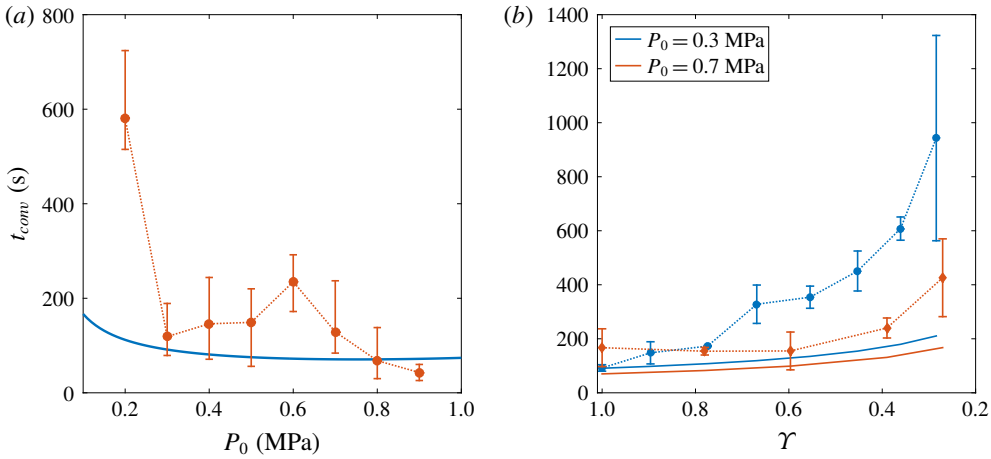 (a)
800
600
400
200
0
0.2 0.4 0.6 0.8 1.0
t_conv (s)
P_0 (MPa)
(b)
1400
1200
1000
800
600
400
200
0
1.0 0.8 0.6 0.4 0.2
ϒ
P_0 = 0.3 MPa
P_0 = 0.7 MPa